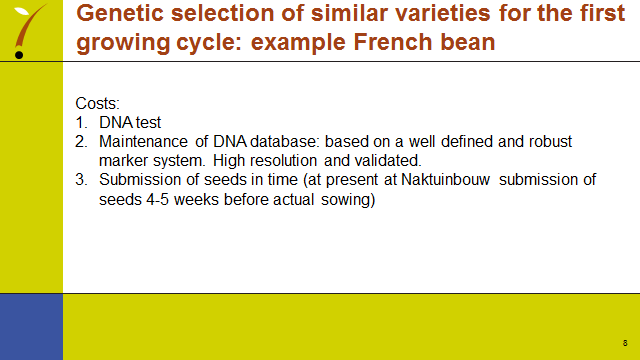 Genetic selection of similar varieties for the first
growing cycle: example French bean
Costs:
1. DNA test
2. Maintenance of DNA database: based on a well defined and robust
marker system. High resolution and validated.
3. Submission of seeds in time (at present at Naktuinbouw submission of
seeds 4-5 weeks before actual sowing)
8